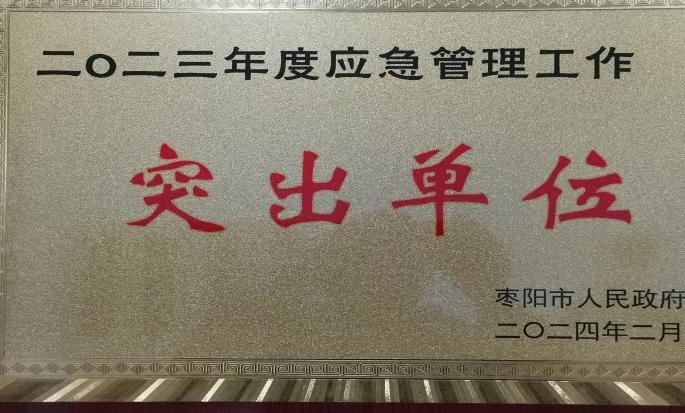 二〇二三年度应急管理工作
突出单位
枣阳市人民政府
二〇二四年二月